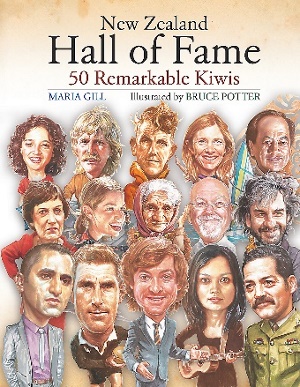 New Zealand
Hall of Fame
50 Remarkable Kiwis
MARIA GILL Illustrated by BRUCE POTTER